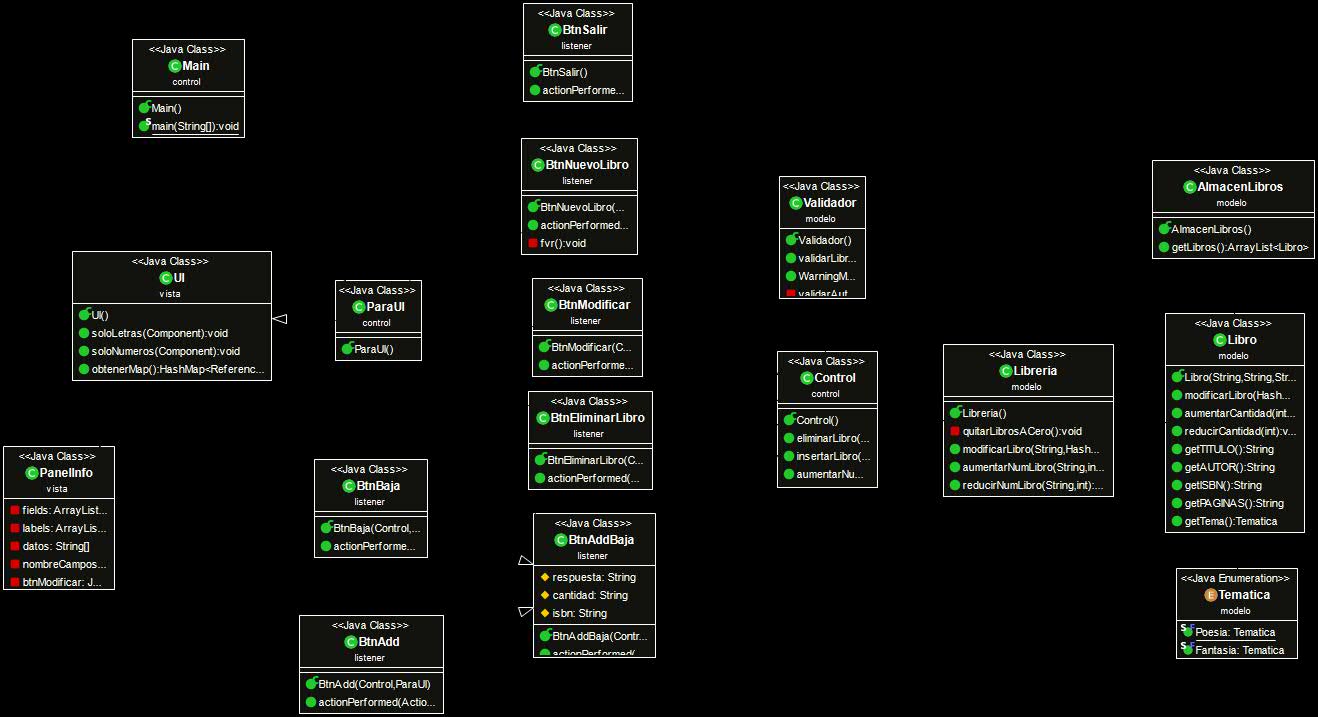 <<Java Class>>
Main
control
Main()
main(String[]):void
<<Java Class>>
UI
vista
UI()
soloLetras(Component):void
soloNumeros(Component):void
obtenerMap():HashMap<Referenc...
<<Java Class>>
PanelInfo
vista
fields: ArrayList...
labels: ArrayLis...
datos: String[]
nombreCampos...
btnModificar: J...
<<Java Class>>
ParaUI
control
ParaUI()
<<Java Class>>
BtnBaja
listener
BtnBaja(Control,...
actionPerforme...
<<Java Class>>
BtnAdd
listener
BtnAdd(Control,ParaUI)
actionPerformed(Actio...
<<Java Class>>
BtnSalir
listener
BtnSalir()
actionPerforme...
<<Java Class>>
BtnNuevoLibro
listener
BtnNuevoLibro(...
actionPerformed...
fvr():void
<<Java Class>>
BtnModificar
listener
BtnModificar(C...
actionPerforme...
<<Java Class>>
BtnEliminarLibro
listener
BtnEliminarLibro(C...
actionPerformed(...
<<Java Class>>
BtnAddBaja
listener
respuesta: String
cantidad: String
isbn: String
BtnAddBaja(Contr...
actionPerformed(
<<Java Class>>
Validador
modelo
Validador()
validarLibr...
WarningM...
validarAut...
<<Java Class>>
Control
control
Control()
eliminarLibro(...
insertarLibro(...
aumentarNu...
<<Java Class>>
Libreria
modelo
Libreria()
quitarLibrosACero():void
modificarLibro(String,Hash...
aumentarNumLibro(String,in...
reducirNumLibro(String,int):...
<<Java Class>>
AlmacenLibros
modelo
AlmacenLibros()
getLibros():ArrayList<Libro>
<<Java Class>>
Libro
modelo
Libro(String,String,Str...
modificarLibro(Hash...
aumentarCantidad(int...
reducirCantidad(int):v...
getTITULO():String
getAUTOR():String
getISBN():String
getPAGINAS():String
getTema():Tematica
<<Java Enumeration>>
Tematica
modelo
Poesia: Tematica
Fantasia: Tematica